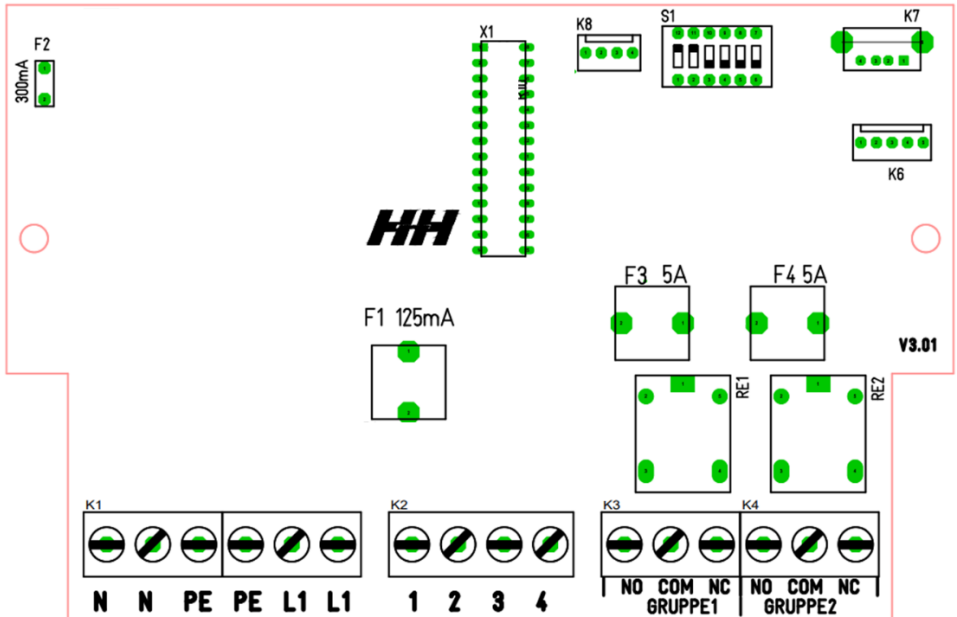 F2
300mA
X1
K8
S1
K7
K6
HH
F1 125mA
F3 5A
F4 5A
V3.01
RE1
RE2
K1
N N PE PE L1 L1
K2
1 2 3 4
K3
NO COM NC
GRUPPE1
K4
NO COM NC
GRUPPE2